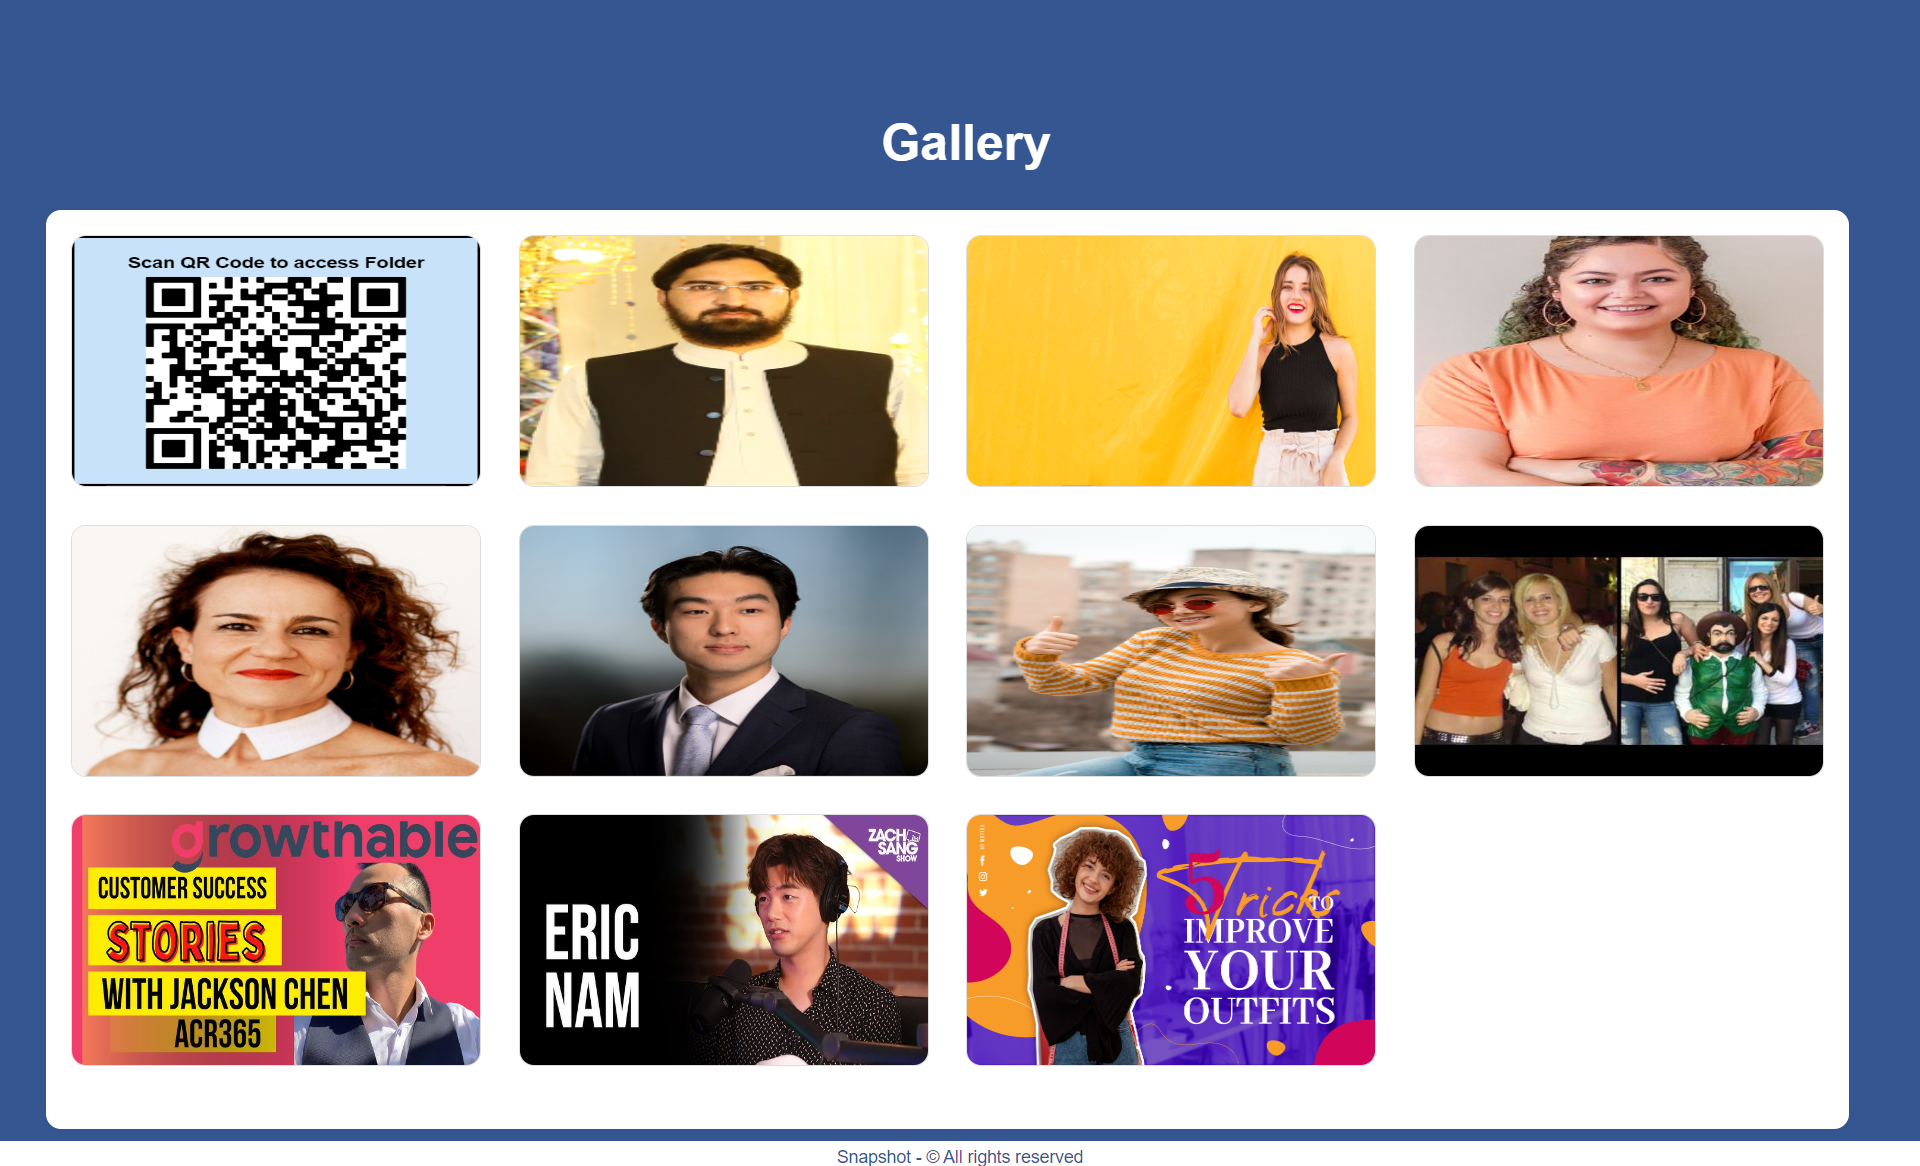 Gallery
Scan QR Code to access Folder
growthable
CUSTOMER SUCCESS
STORIES
WITH JACKSON CHEN
ACR365
ERIC
NAM
ZACH
SANG
SHOW
5 Tricks
TO
IMPROVE
YOUR
OUTFITS
Snapshot - © All rights reserved